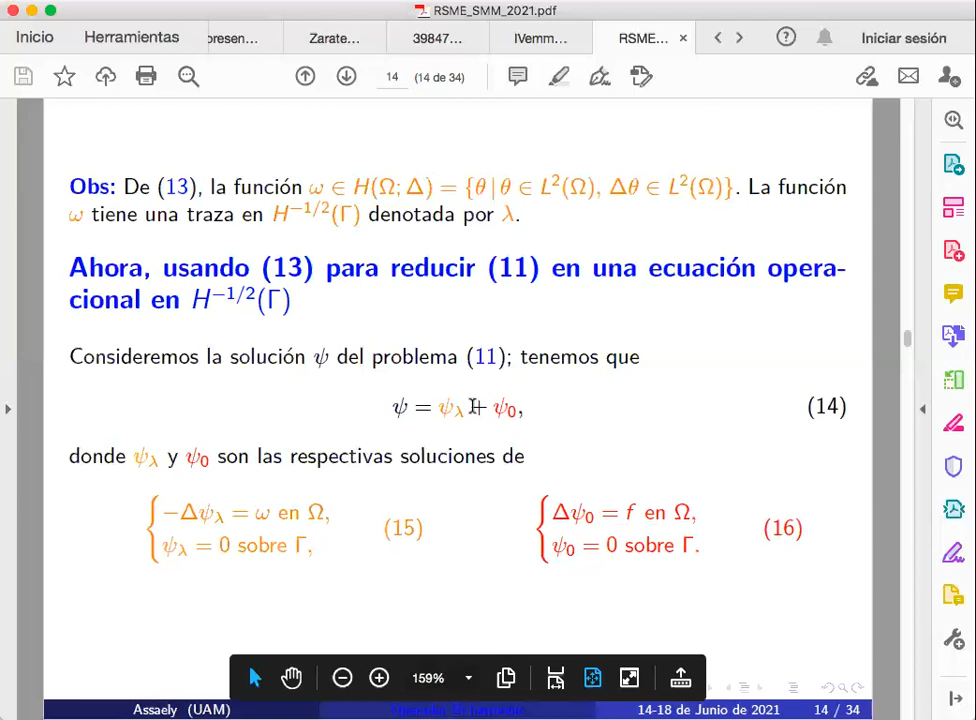 RSME_SMM_2021.pdf
Inicio Herramientas presen... Zarate... 39847... IVemm... RSME... × Iniciar sesión
14 (14 de 34)
Obs: De (13), la función ω ∈ H(Ω; Δ) = {θ | θ ∈ L²(Ω), Δθ ∈ L²(Ω)}. La función
ω tiene una traza en H⁻¹/²(Γ) denotada por λ.
Ahora, usando (13) para reducir (11) en una ecuación opera-
cional en H⁻¹/²(Γ)
Consideremos la solución ψ del problema (11); tenemos que
ψ = ψ_λ + ψ₀, (14)
donde ψ_λ y ψ₀ son las respectivas soluciones de
{ −Δψ_λ = ω en Ω, { Δψ₀ = f en Ω,
(15) (16)
ψ_λ = 0 sobre Γ, ψ₀ = 0 sobre Γ.
159%
Assaely (UAM) 14-18 de Junio de 2021 14 / 34